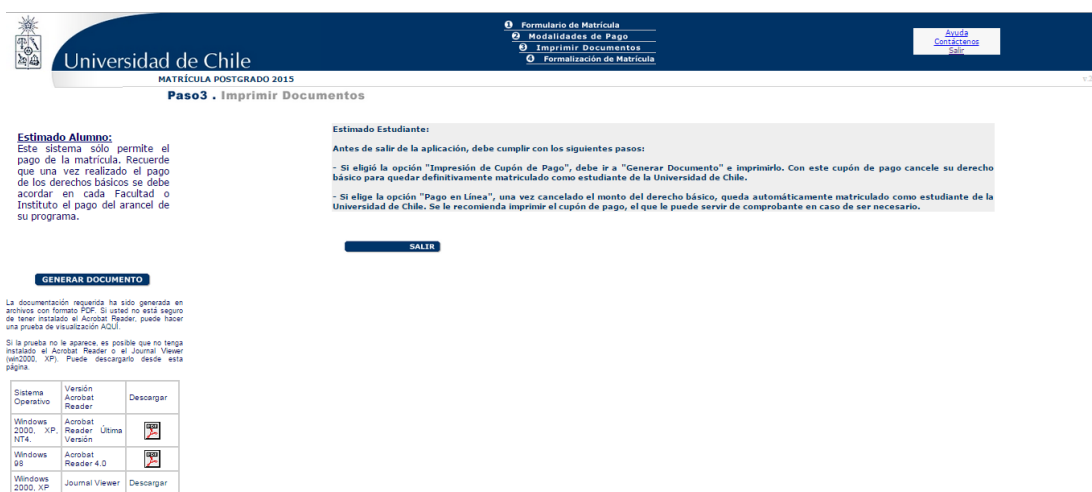 Universidad de Chile
1 Formulario de Matrícula
2 Modalidades de Pago
3 Imprimir Documentos
4 Formalización de Matrícula
Ayuda
Contáctenos
Salir
MATRÍCULA POSTGRADO 2015
Paso3 . Imprimir Documentos
Estimado Alumno:
Este sistema sólo permite el
pago de la matrícula. Recuerde
que una vez realizado el pago
de los derechos básicos se debe
acordar en cada Facultad o
Instituto el pago del arancel de
su programa.
Estimado Estudiante:
Antes de salir de la aplicación, debe cumplir con los siguientes pasos:
- Si eligió la opción "Impresión de Cupón de Pago", debe ir a "Generar Documento" e imprimirlo. Con este cupón de pago cancele su derecho
básico para quedar definitivamente matriculado como estudiante de la Universidad de Chile.
- Si elige la opción "Pago en Línea", una vez cancelado el monto del derecho básico, queda automáticamente matriculado como estudiante de la
Universidad de Chile. Se le recomienda imprimir el cupón de pago, el que le puede servir de comprobante en caso de ser necesario.
SALIR
GENERAR DOCUMENTO
La documentación requerida ha sido generada en
archivos con formato PDF. Si usted no está seguro
de tener instalado el Acrobat Reader, puede hacer
una prueba de visualización AQUÍ.
Si la prueba no le aparece, es posible que no tenga
instalado el Acrobat Reader o el Journal Viewer
(win2000, XP). Puede descargarlo desde esta
página.
Sistema Operativo Versión Acrobat Reader Descargar
Windows 2000, XP, NT4. Acrobat Reader Última Versión
Windows 98 Acrobat Reader 4.0
Windows 2000, XP Journal Viewer Descargar